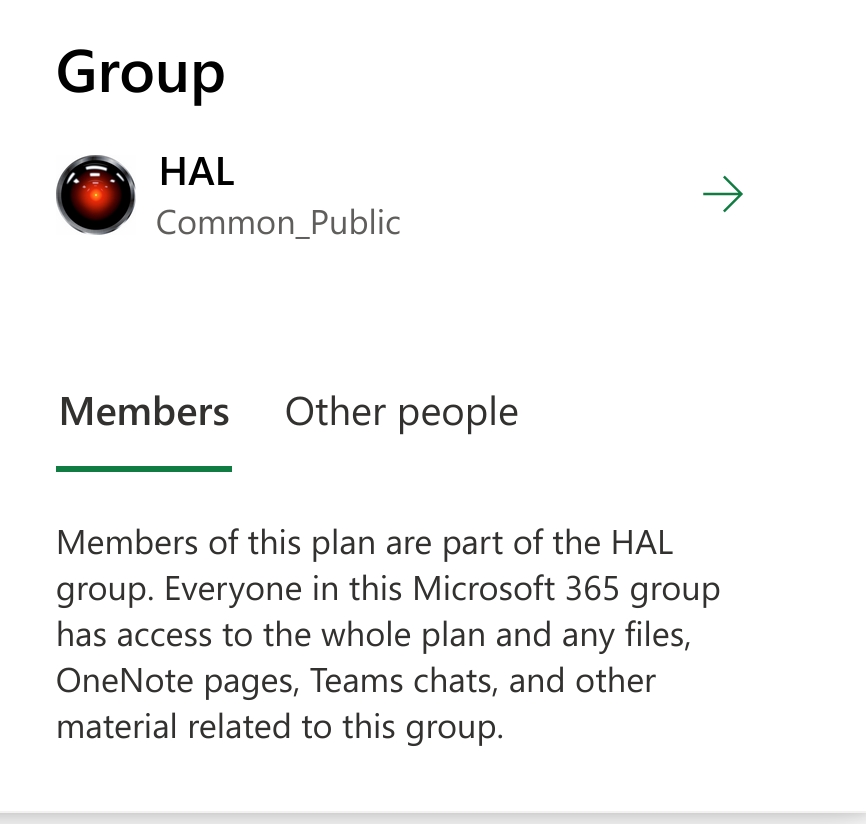 Group
HAL
Common_Public
Members Other people
Members of this plan are part of the HAL
group. Everyone in this Microsoft 365 group
has access to the whole plan and any files,
OneNote pages, Teams chats, and other
material related to this group.